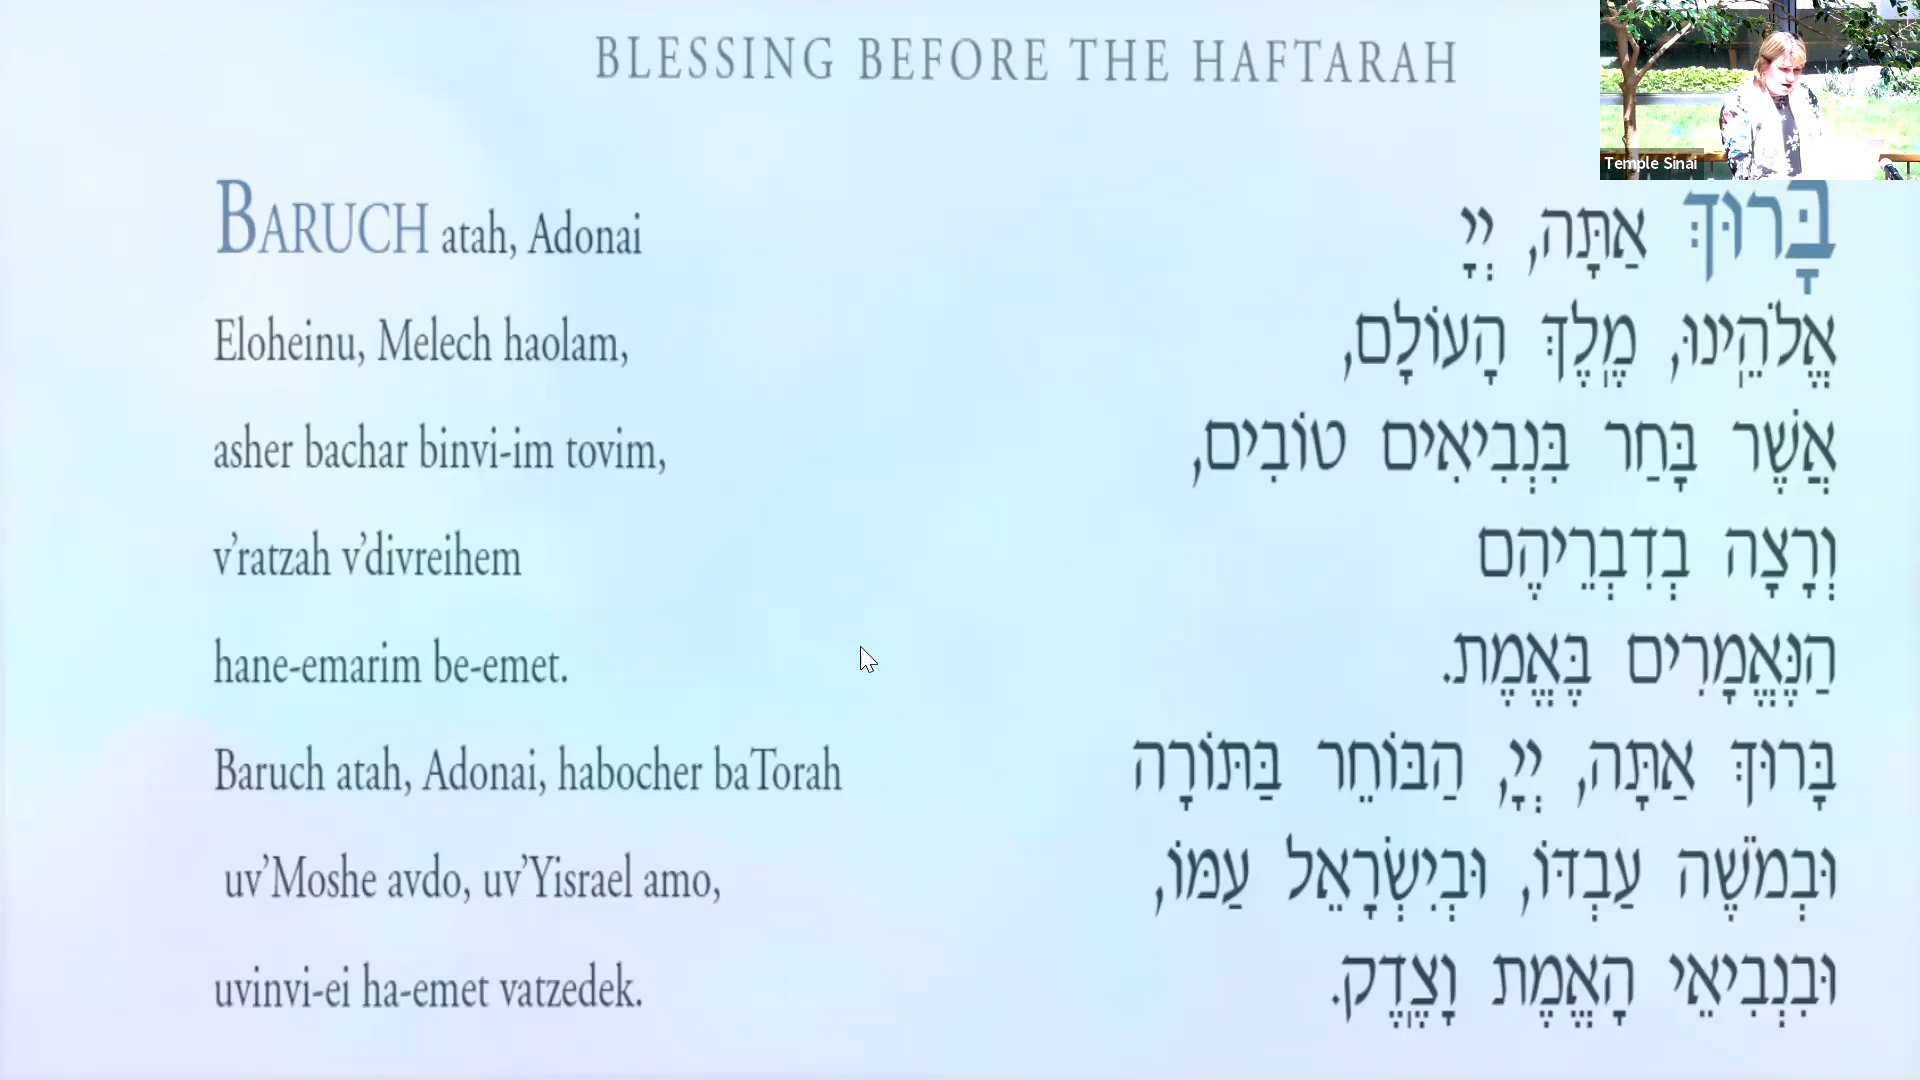 BLESSING BEFORE THE HAFTARAH
Temple Sinai
BARUCH atah, Adonai
Eloheinu, Melech haolam,
asher bachar binvi-im tovim,
v’ratzah v’divreihem
hane-emarim be-emet.
Baruch atah, Adonai, habocher baTorah
uv’Moshe avdo, uv’Yisrael amo,
uvinvi-ei ha-emet vatzedek.
בָּרוּךְ אַתָּה, יְיָ
אֱלֹהֵֽינוּ, מֶֽלֶךְ הָעוֹלָם,
אֲשֶׁר בָּחַר בִּנְבִיאִים טוֹבִים,
וְרָצָה בְדִבְרֵיהֶם
הַנֶּאֱמָרִים בֶּאֱמֶת.
בָּרוּךְ אַתָּה, יְיָ, הַבּוֹחֵר בַּתּוֹרָה
וּבְמֹשֶׁה עַבְדּוֹ, וּבְיִשְׂרָאֵל עַמּוֹ,
וּבִנְבִיאֵי הָאֱמֶת וָצֶֽדֶק.